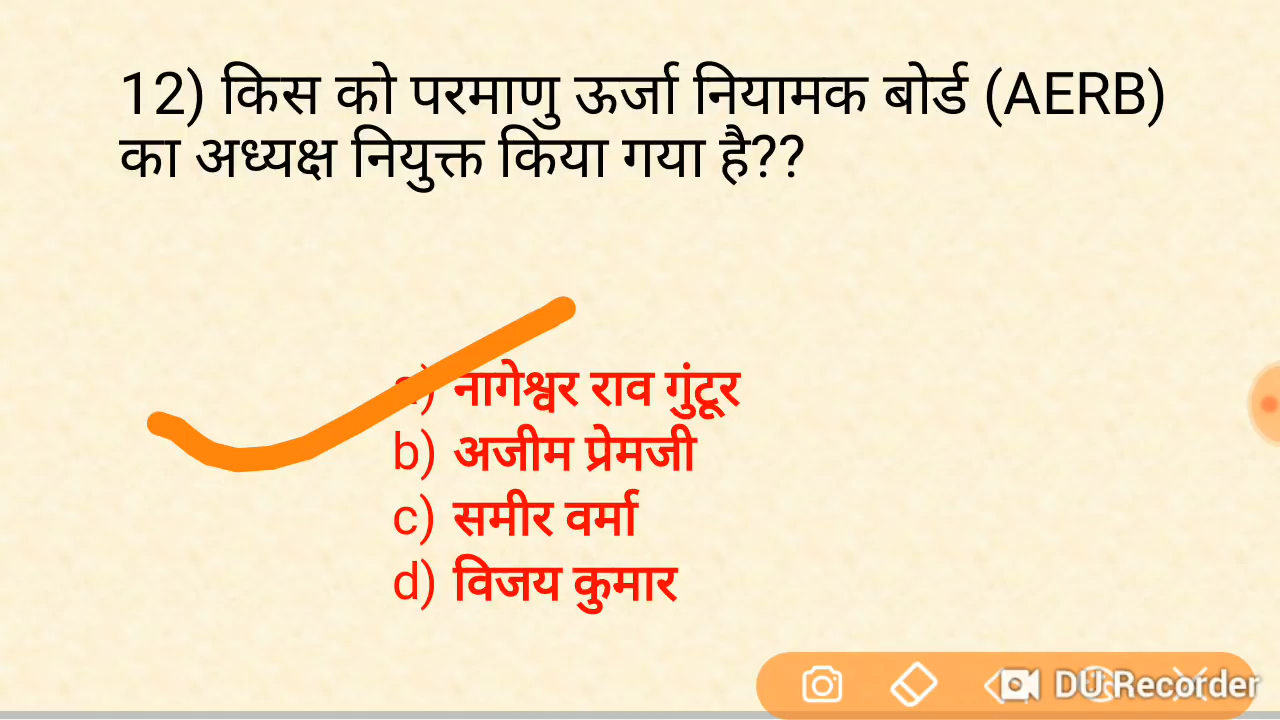 12) किस को परमाणु ऊर्जा नियामक बोर्ड (AERB)
का अध्यक्ष नियुक्त किया गया है??
a) नागेश्वर राव गुंटूर
b) अजीम प्रेमजी
c) समीर वर्मा
d) विजय कुमार
DU Recorder